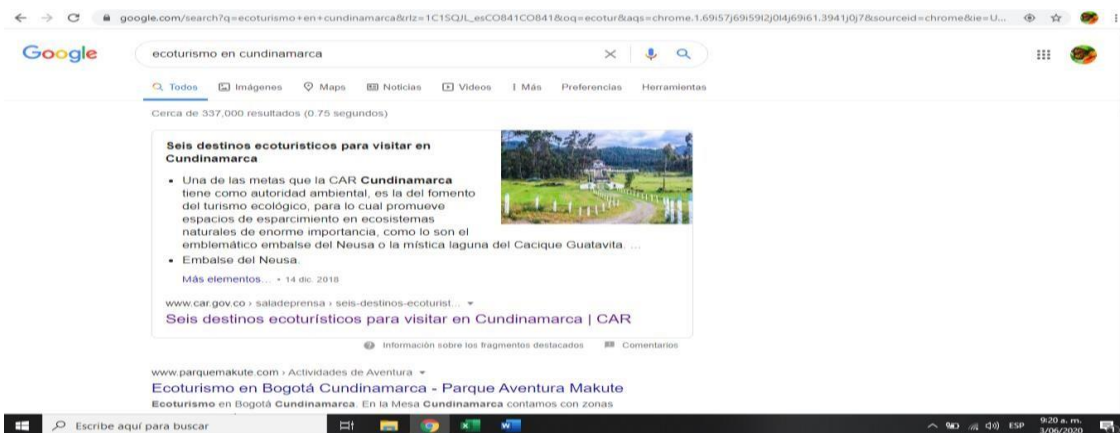 google.com/search?q=ecoturismo+en+cundinamarca&rlz=1C1SQJL_esCO841CO841&oq=ecotur&aqs=chrome.1.69i57j69i59l2j0l4j69i61.3941j0j7&sourceid=chrome&ie=U...
Google
ecoturismo en cundinamarca
Todos Imágenes Maps Noticias Videos Más Preferencias Herramientas
Cerca de 337,000 resultados (0.75 segundos)
Seis destinos ecoturísticos para visitar en
Cundinamarca
• Una de las metas que la CAR Cundinamarca
tiene como autoridad ambiental, es la del fomento
del turismo ecológico, para lo cual promueve
espacios de esparcimiento en ecosistemas
naturales de enorme importancia, como lo son el
emblemático embalse del Neusa o la mística laguna del Cacique Guatavita. ...
• Embalse del Neusa.
Más elementos... • 14 dic. 2018
www.car.gov.co › saladeprensa › seis-destinos-ecoturist...
Seis destinos ecoturísticos para visitar en Cundinamarca | CAR
Información sobre los fragmentos destacados Comentarios
www.parquemakute.com › Actividades de Aventura
Ecoturismo en Bogotá Cundinamarca - Parque Aventura Makute
Ecoturismo en Bogotá Cundinamarca. En la Mesa Cundinamarca contamos con zonas
Escribe aquí para buscar
ESP
9:20 a. m.
3/06/2020